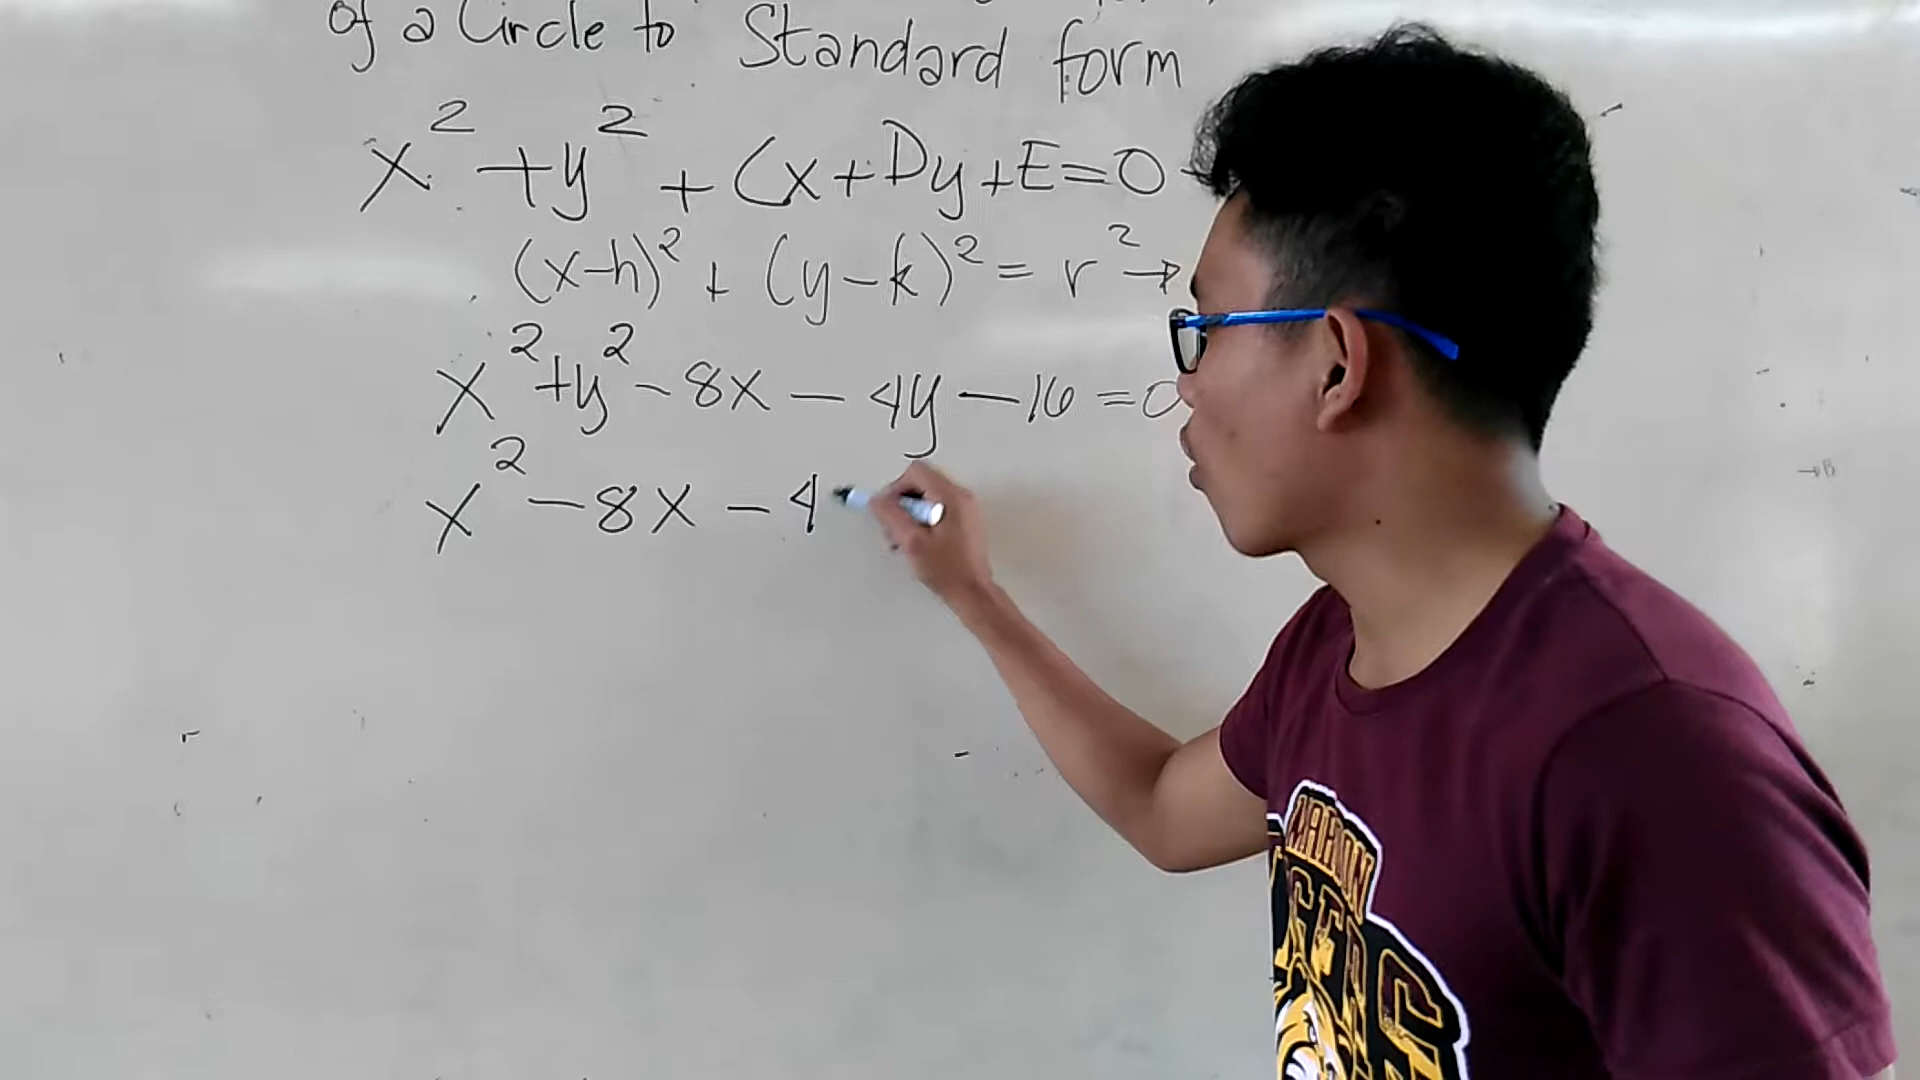 of a Circle to Standard form
x² + y² + Cx + Dy + E = 0
(x-h)² + (y-k)² = r² →
x² + y² - 8x - 4y - 16 = 0
x² - 8x - 4
→B